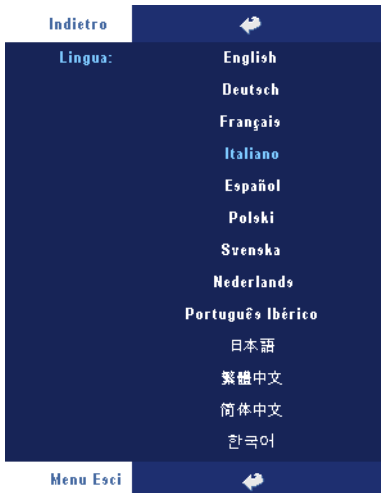 Indietro
Lingua: English
Deutsch
Français
Italiano
Español
Polski
Svenska
Nederlands
Português Ibérico
日本語
繁體中文
简体中文
한국어
Menu Esci